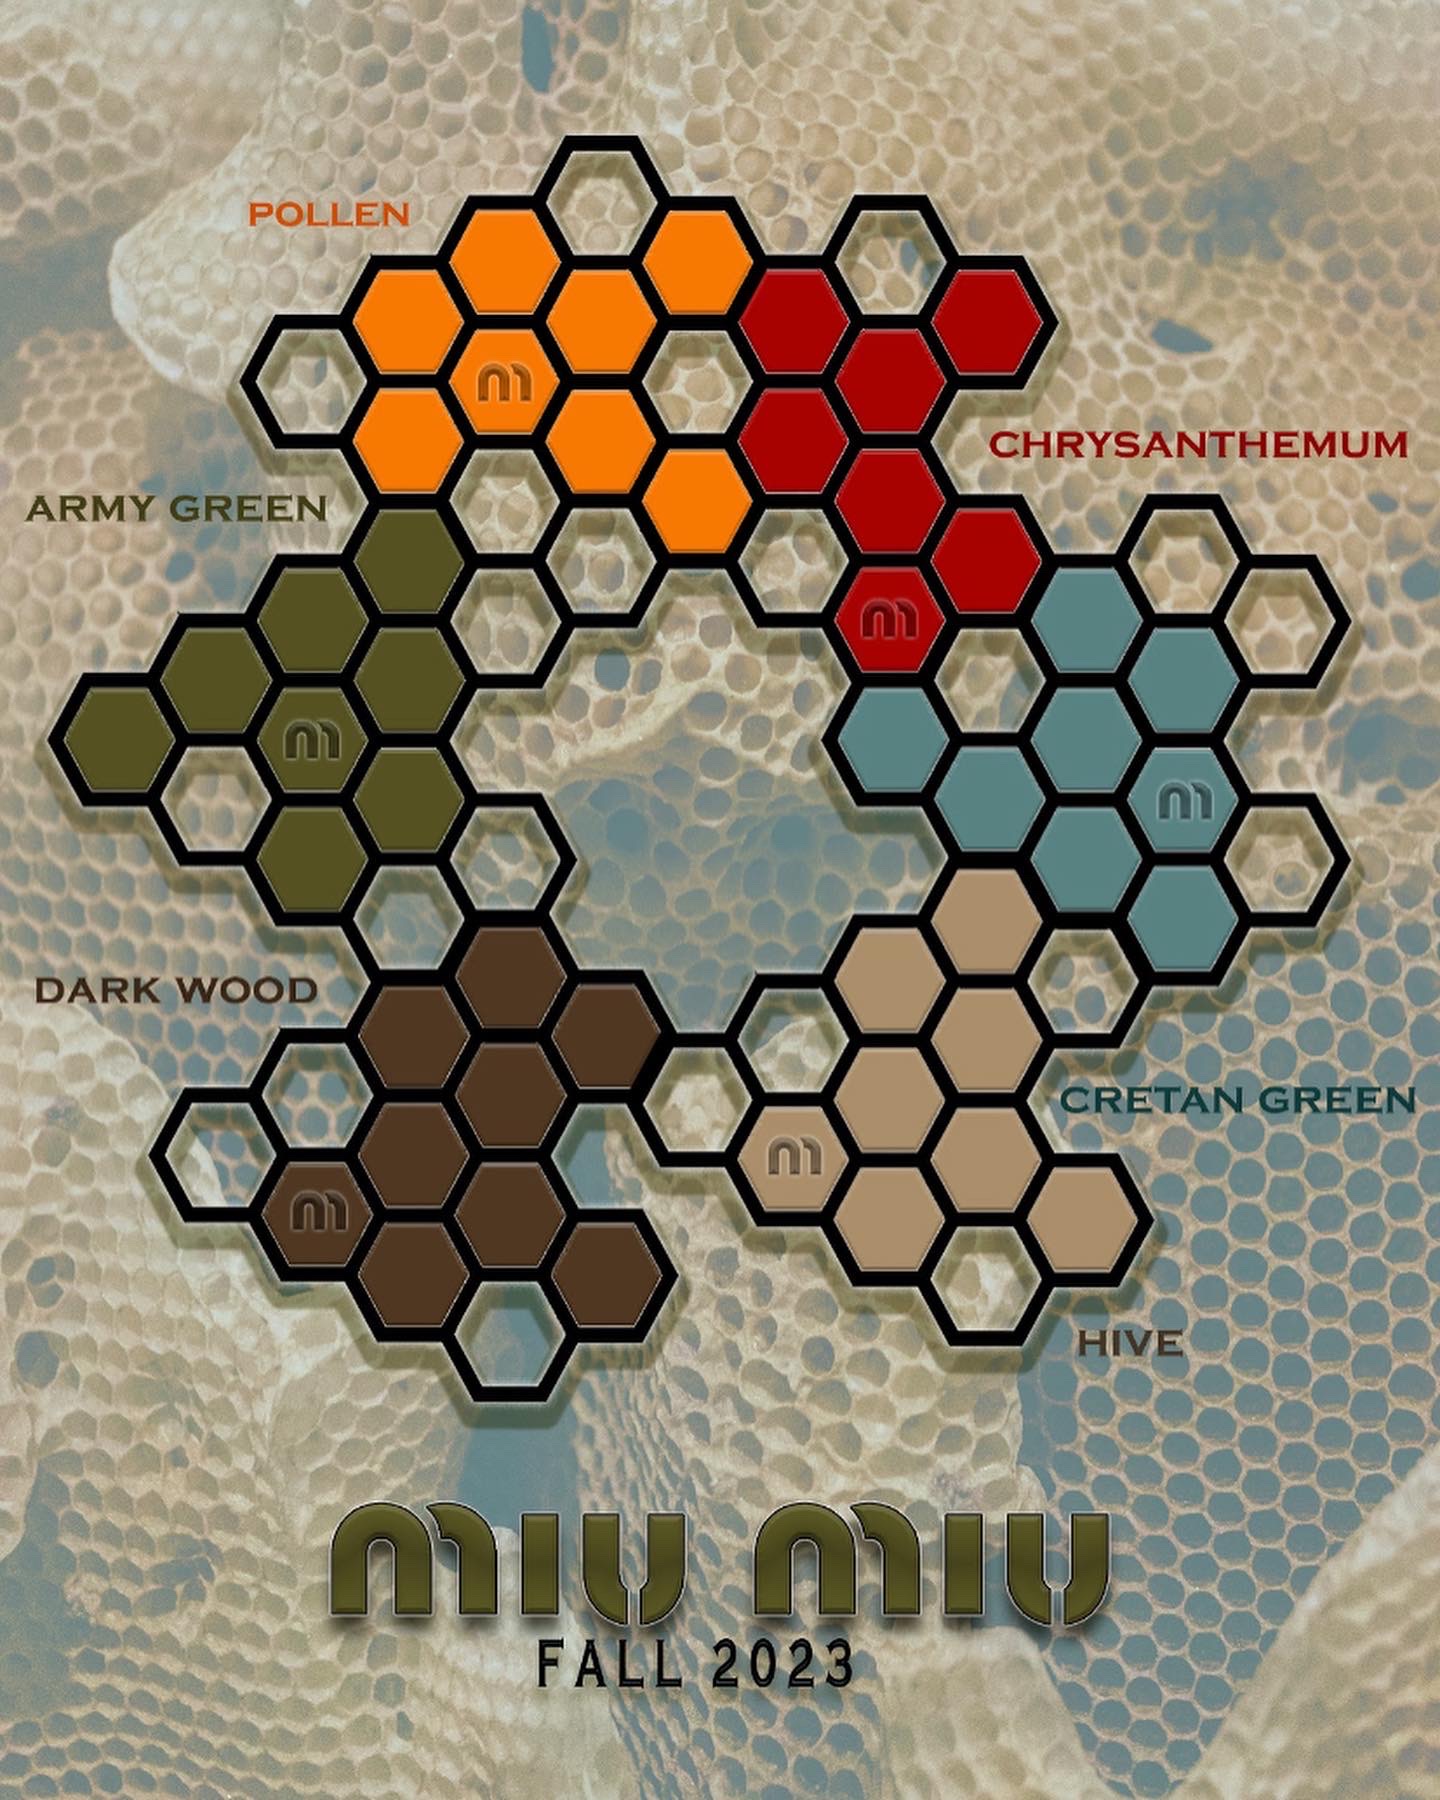 POLLEN
CHRYSANTHEMUM
ARMY GREEN
m
m
m
m
DARK WOOD
CRETAN GREEN
m
m
HIVE
MIU MIU
FALL 2023